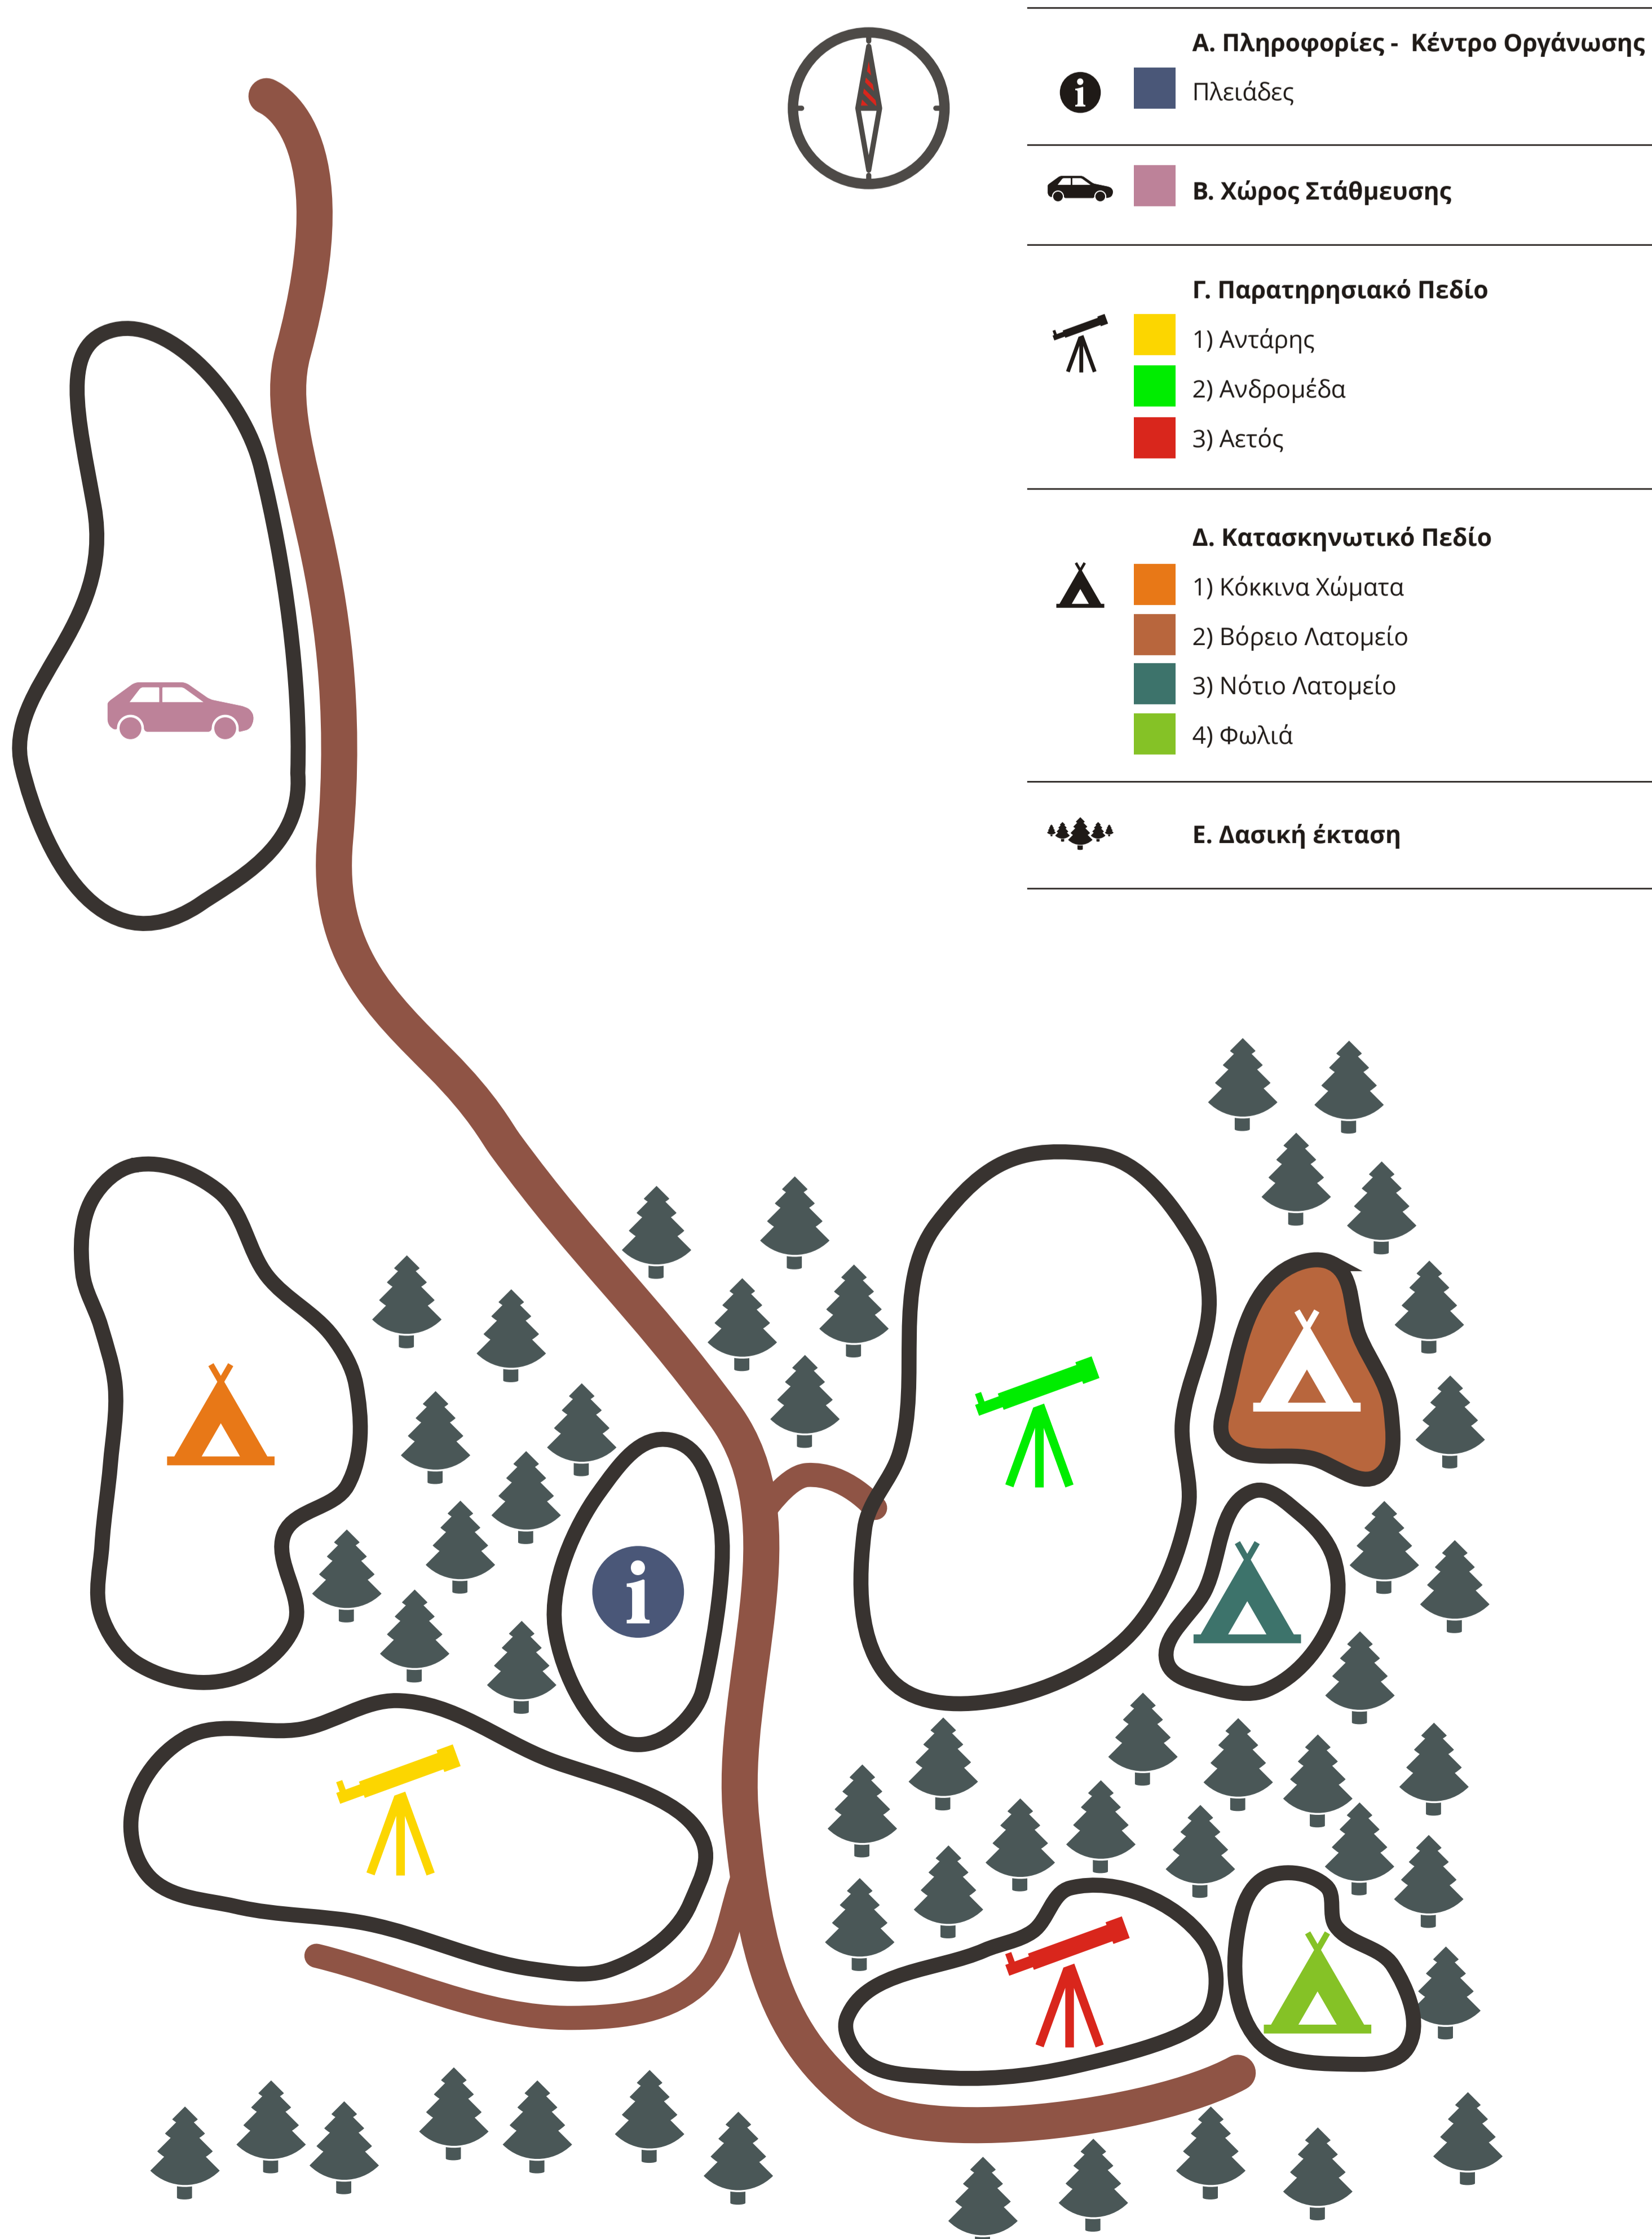 Α. Πληροφορίες - Κέντρο Οργάνωσης
Πλειάδες
Β. Χώρος Στάθμευσης
Γ. Παρατηρησιακό Πεδίο
1) Αντάρης
2) Ανδρομέδα
3) Αετός
Δ. Κατασκηνωτικό Πεδίο
1) Κόκκινα Χώματα
2) Βόρειο Λατομείο
3) Νότιο Λατομείο
4) Φωλιά
Ε. Δασική έκταση